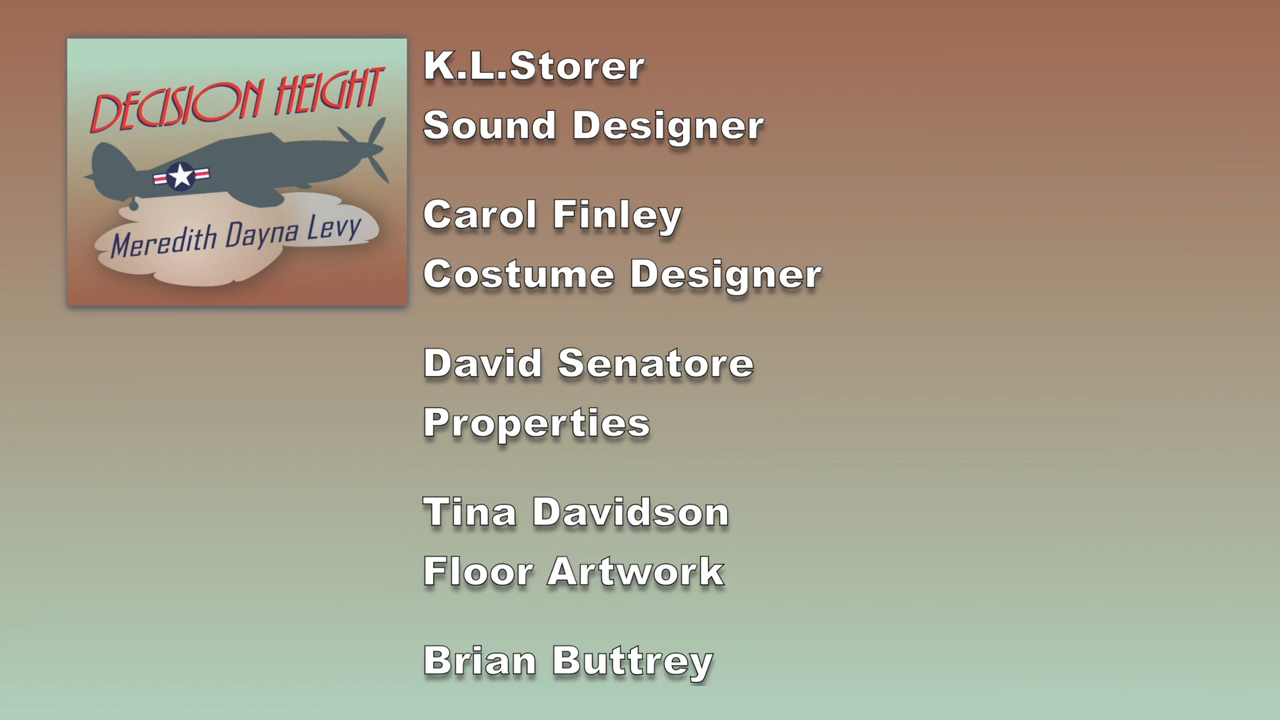 DECISION HEIGHT
Meredith Dayna Levy
K.L.Storer
Sound Designer
Carol Finley
Costume Designer
David Senatore
Properties
Tina Davidson
Floor Artwork
Brian Buttrey